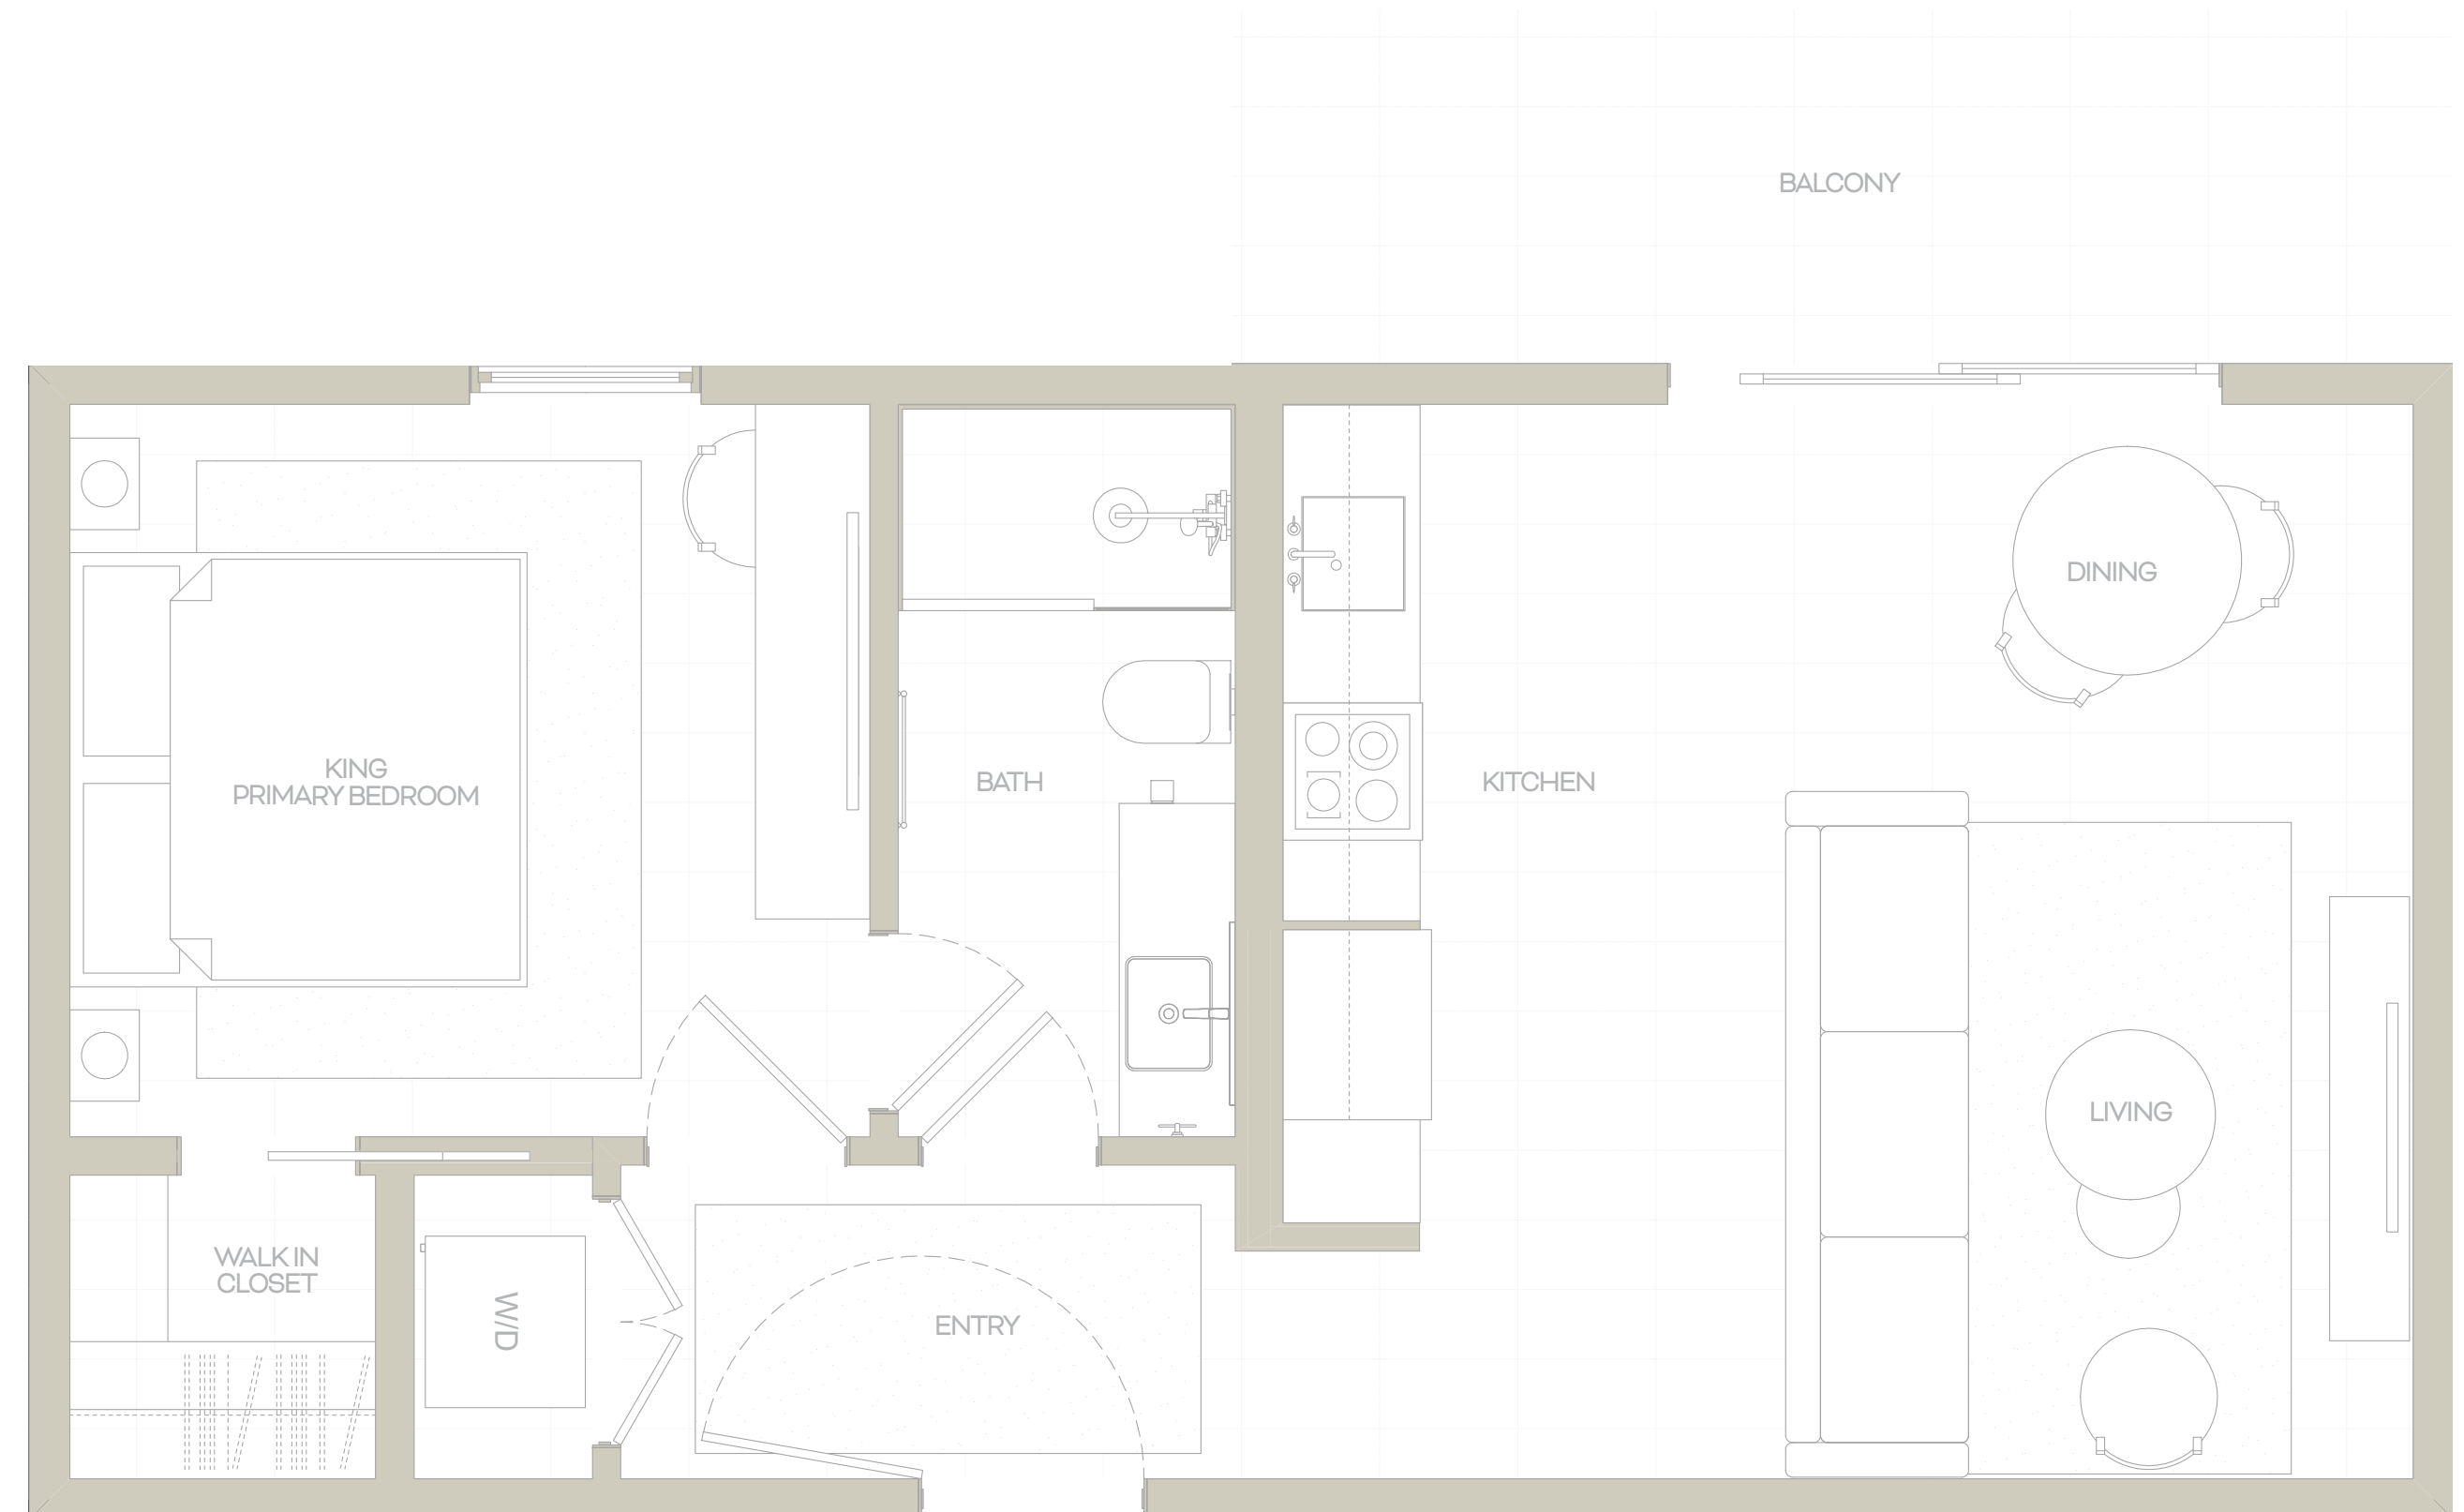 BALCONY
DINING
KING
PRIMARY BEDROOM
BATH
KITCHEN
LIVING
WALK IN
CLOSET
W/D
ENTRY